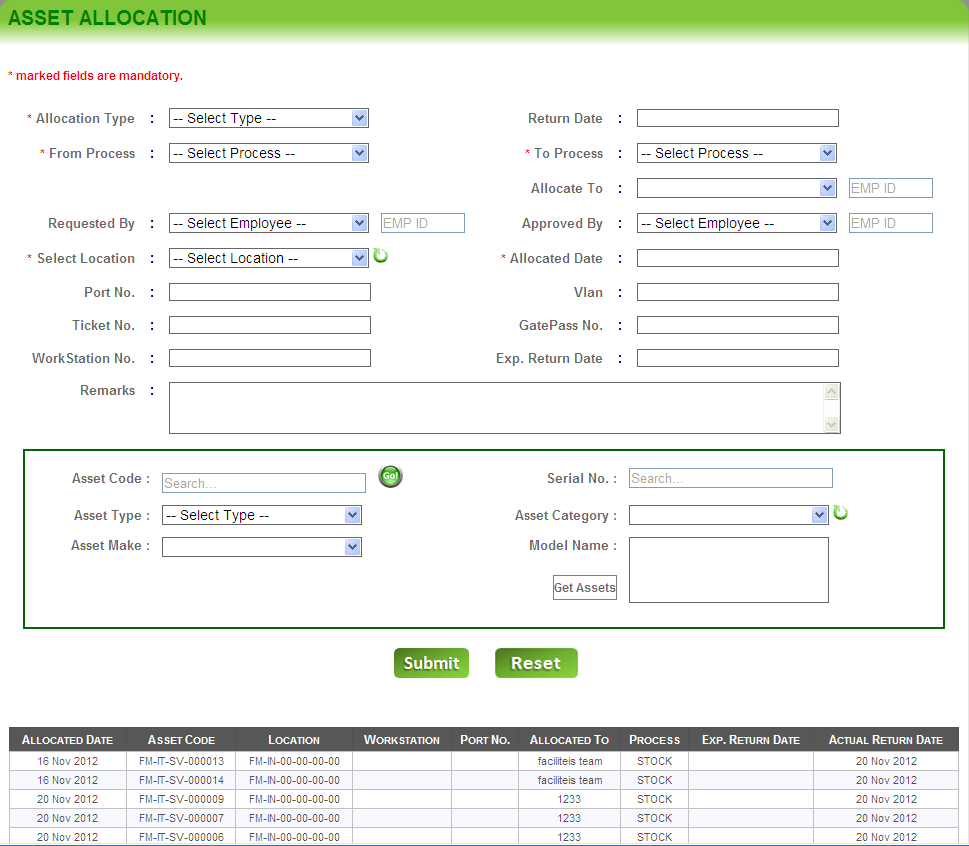 ASSET ALLOCATION
* marked fields are mandatory.
* Allocation Type : -- Select Type -- Return Date :
* From Process : -- Select Process -- * To Process : -- Select Process --
Allocate To : EMP ID
Requested By : -- Select Employee -- EMP ID Approved By : -- Select Employee -- EMP ID
* Select Location : -- Select Location -- * Allocated Date :
Port No. : Vlan :
Ticket No. : GatePass No. :
WorkStation No. : Exp. Return Date :
Remarks :
Asset Code : Search... Go! Serial No. : Search...
Asset Type : -- Select Type -- Asset Category :
Asset Make : Model Name :
Get Assets
Submit Reset
ALLOCATED DATE ASSET CODE LOCATION WORKSTATION PORT NO. ALLOCATED TO PROCESS EXP. RETURN DATE ACTUAL RETURN DATE
16 Nov 2012 FM-IT-SV-000013 FM-IN-00-00-00-00 faciliteis team STOCK 20 Nov 2012
16 Nov 2012 FM-IT-SV-000014 FM-IN-00-00-00-00 faciliteis team STOCK 20 Nov 2012
20 Nov 2012 FM-IT-SV-000009 FM-IN-00-00-00-00 1233 STOCK 20 Nov 2012
20 Nov 2012 FM-IT-SV-000007 FM-IN-00-00-00-00 1233 STOCK 20 Nov 2012
20 Nov 2012 FM-IT-SV-000006 FM-IN-00-00-00-00 1233 STOCK 20 Nov 2012